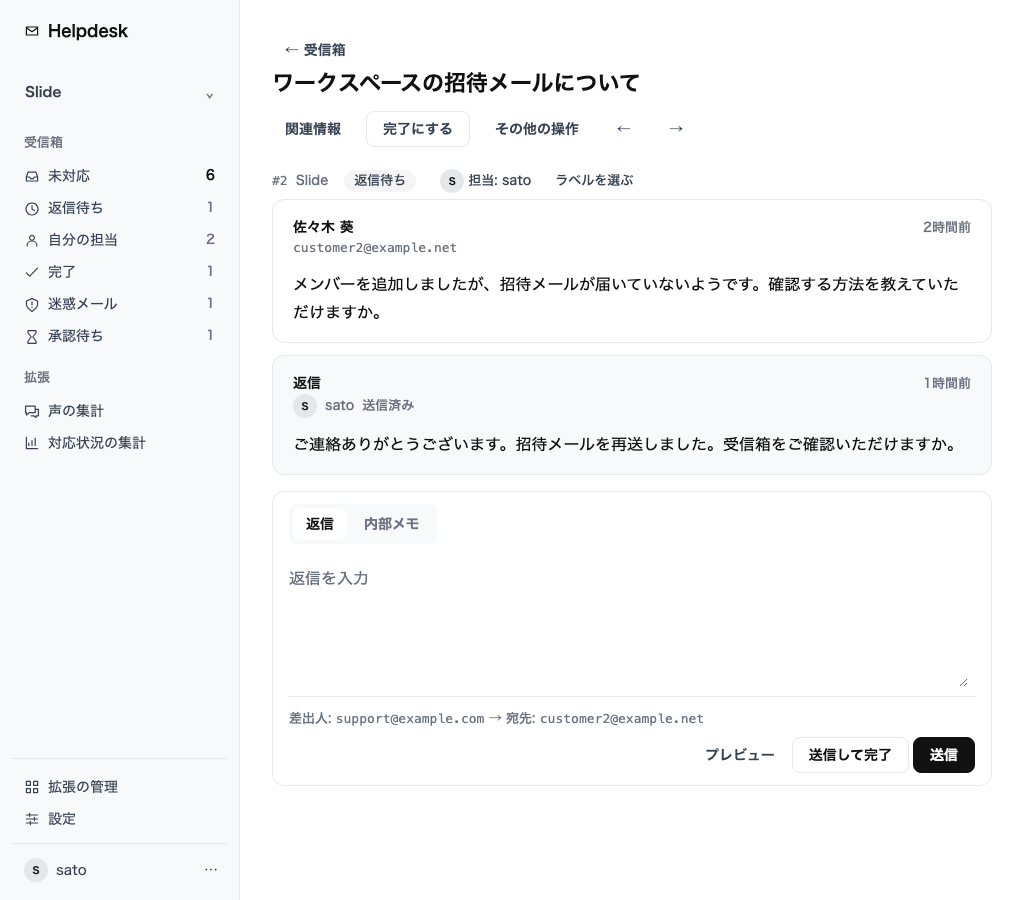 Helpdesk
Slide
受信箱
未対応 6
返信待ち 1
自分の担当 2
完了 1
迷惑メール 1
承認待ち 1
拡張
声の集計
対応状況の集計
拡張の管理
設定
S sato ...
← 受信箱
ワークスペースの招待メールについて
関連情報 完了にする その他の操作 ← →
#2 Slide 返信待ち S 担当: sato ラベルを選ぶ
佐々木 葵 2時間前
customer2@example.net
メンバーを追加しましたが、招待メールが届いていないようです。確認する方法を教えていた
だけますか。
返信 1時間前
S sato 送信済み
ご連絡ありがとうございます。招待メールを再送しました。受信箱をご確認いただけますか。
返信 内部メモ
返信を入力
差出人: support@example.com → 宛先: customer2@example.net
プレビュー 送信して完了 送信